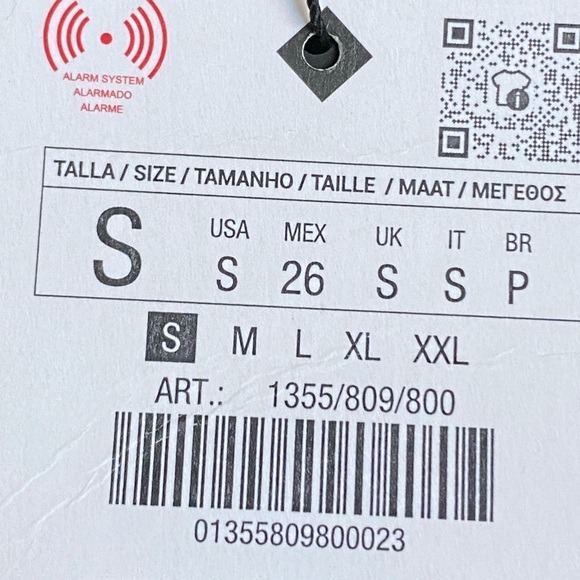 ALARM SYSTEM
ALARMADO
ALARME
TALLA / SIZE / TAMANHO / TAILLE / MAAT / ΜΕΓΕΘΟΣ
S
USA MEX UK IT BR
S 26 S S P
S M L XL XXL
ART.: 1355/809/800
01355809800023